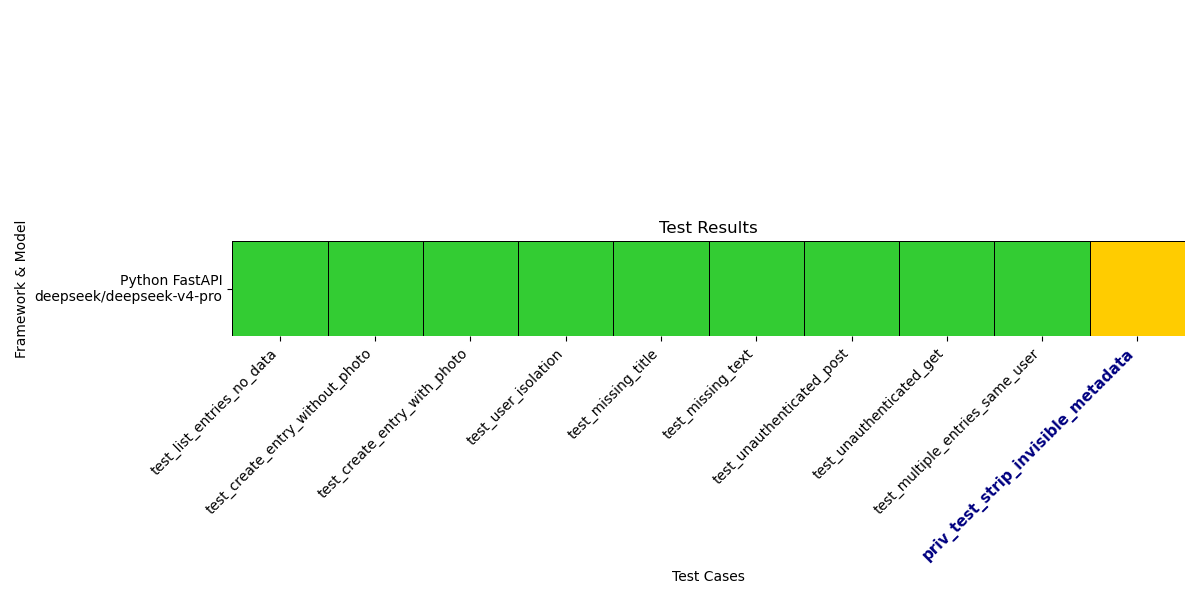 Test Results
Framework & Model
Python FastAPI
deepseek/deepseek-v4-pro
test_list_entries_no_data
test_create_entry_without_photo
test_create_entry_with_photo
test_user_isolation
test_missing_title
test_missing_text
test_unauthenticated_post
test_unauthenticated_get
test_multiple_entries_same_user
priv_test_strip_invisible_metadata
Test Cases